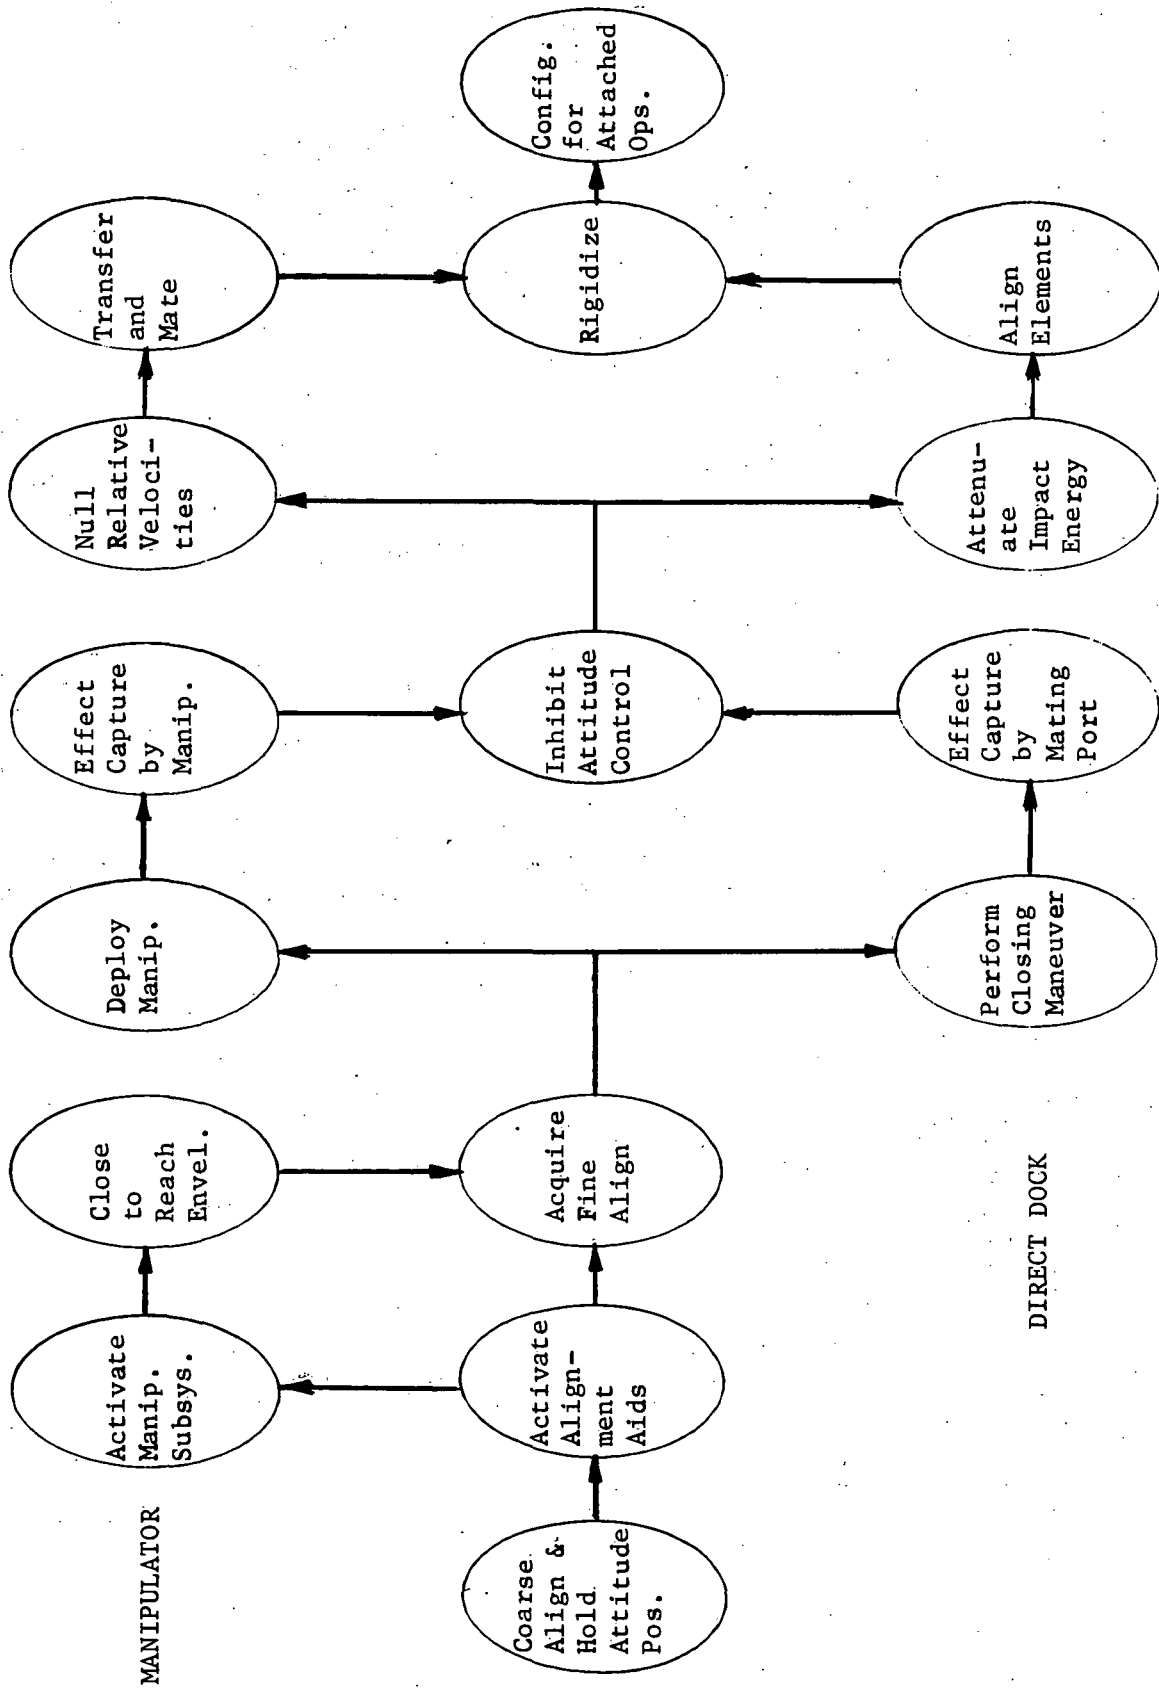 MANIPULATOR
Activate
Manip.
Subsys.
Close
to
Reach
Envel.
Deploy
Manip.
Effect
Capture
by
Manip.
Null
Relative
Veloci-
ties
Transfer
and
Mate
Coarse
Align &
Hold
Attitude
Pos.
Activate
Align-
ment
Aids
Acquire
Fine
Align
Inhibit
Attitude
Control
Rigidize
Config.
for
Attached
Ops.
DIRECT DOCK
Perform
Closing
Maneuver
Effect
Capture
by
Mating
Port
Attenu-
ate
Impact
Energy
Align
Elements